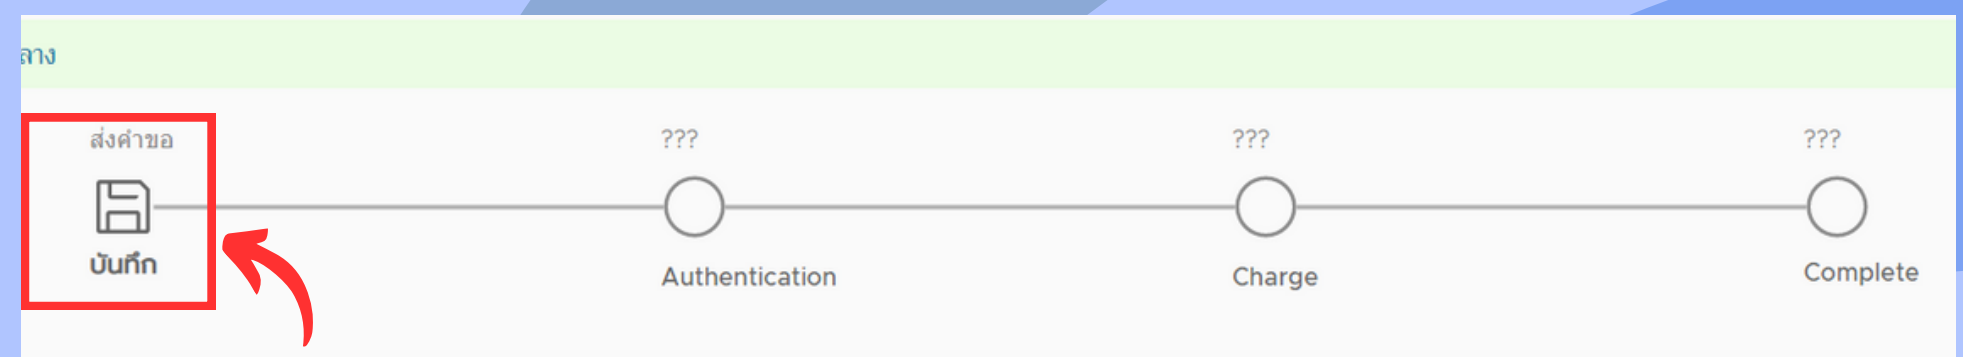 ลาง
ส่งคำขอ
???
???
???
บันทึก
Authentication
Charge
Complete